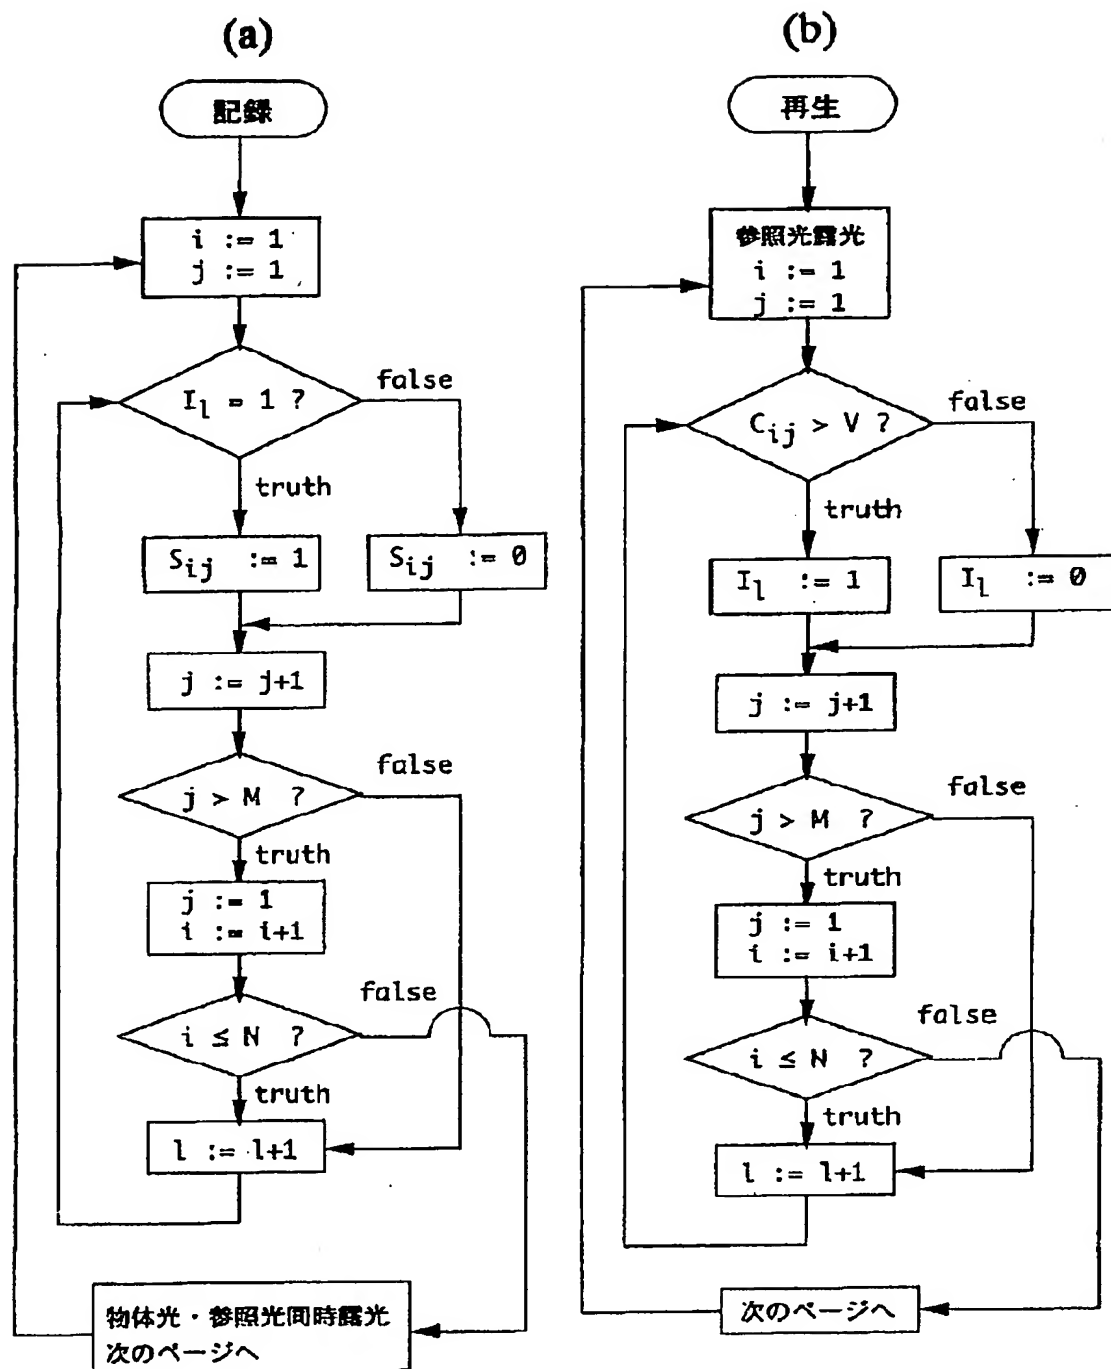 (a)
記録
i := 1
j := 1
I_l = 1 ?
false
truth
S_ij := 1
S_ij := 0
j := j+1
j > M ?
false
truth
j := 1
i := i+1
i ≤ N ?
false
truth
l := l+1
物体光・参照光同時露光
次のページへ
(b)
再生
参照光露光
i := 1
j := 1
C_ij > V ?
false
truth
I_l := 1
I_l := 0
j := j+1
j > M ?
false
truth
j := 1
i := i+1
i ≤ N ?
false
truth
l := l+1
次のページへ